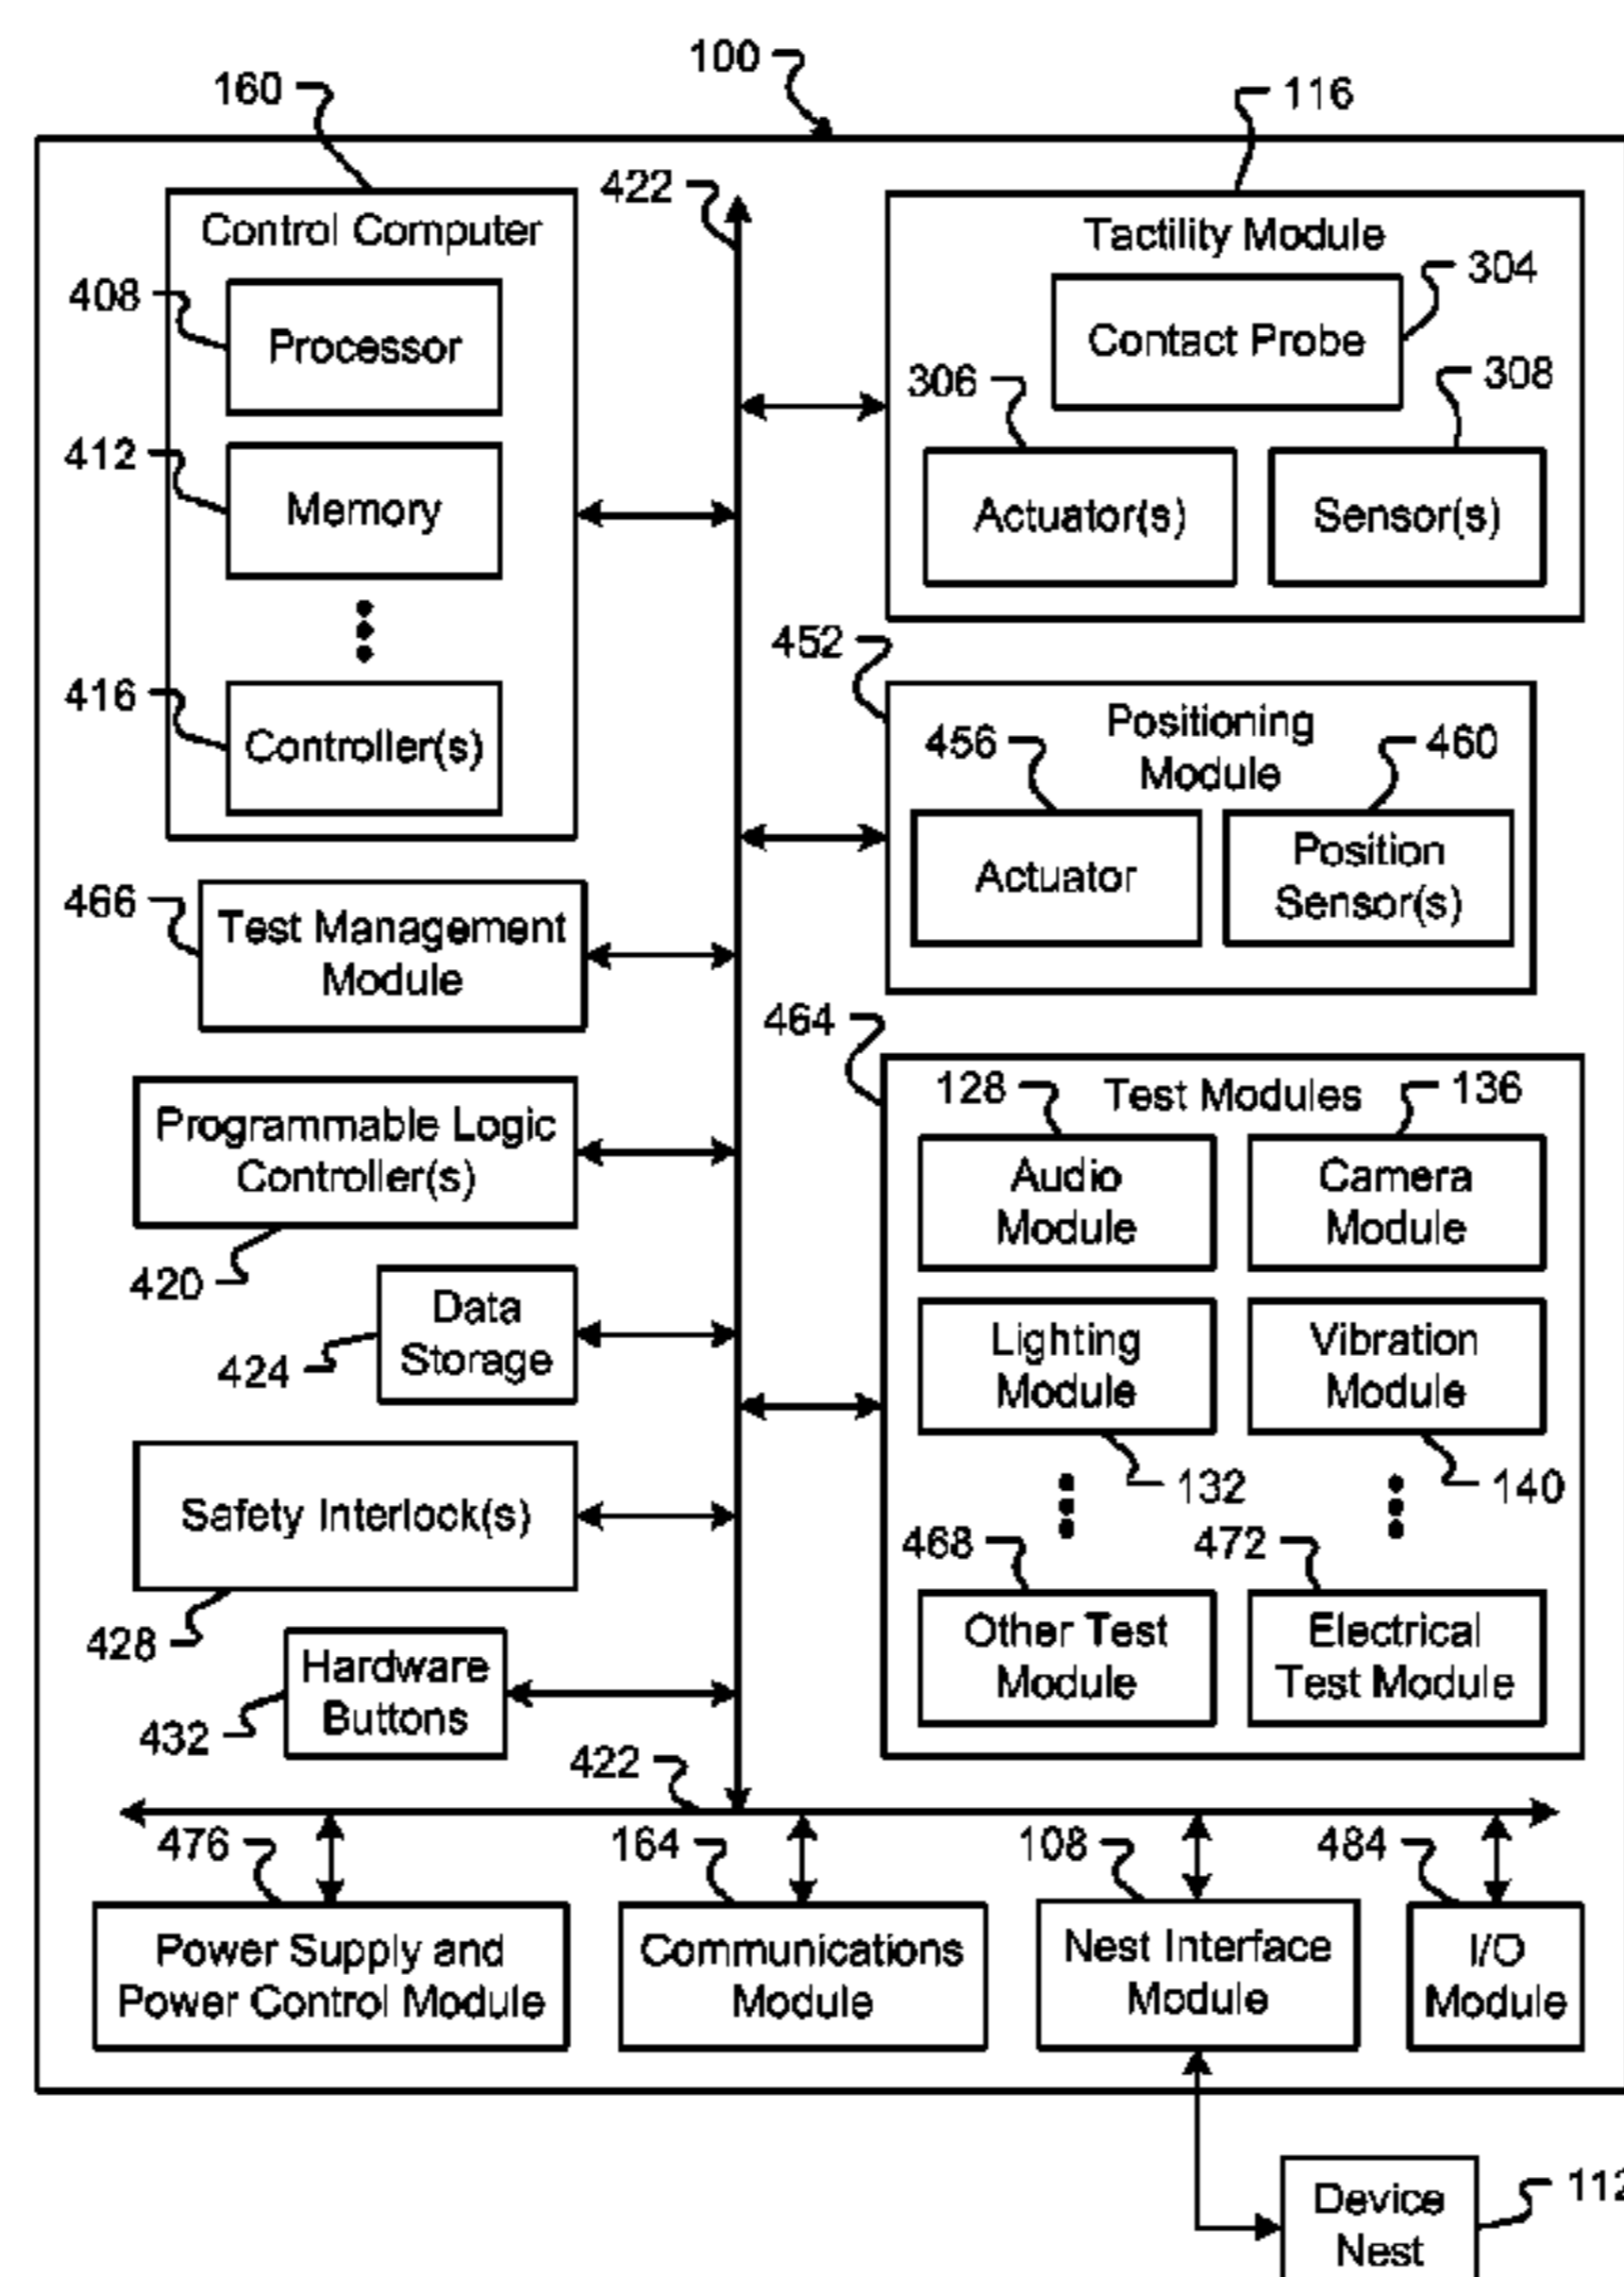 100
160
116
422
Control Computer
Tactility Module
408
Processor
304
Contact Probe
306
308
412
Memory
Actuator(s)
Sensor(s)
416
Controller(s)
452
Positioning
Module
456
460
Actuator
Position
Sensor(s)
466
Test Management
Module
464
Test Modules
128
136
Audio
Module
Camera
Module
Programmable Logic
Controller(s)
420
Data
Storage
424
Lighting
Module
Vibration
Module
132
140
Safety Interlock(s)
428
468
472
Other Test
Module
Electrical
Test Module
Hardware
Buttons
432
422
476
164
108
484
Power Supply and
Power Control Module
Communications
Module
Nest Interface
Module
I/O
Module
Device
Nest
112